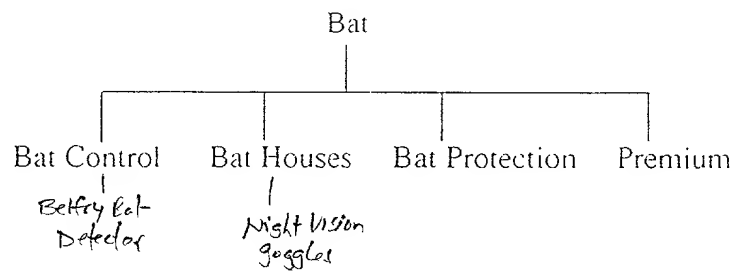 Bat
Bat Control Bat Houses Bat Protection Premium
Belfry Bat-
Detector
Night Vision
goggles